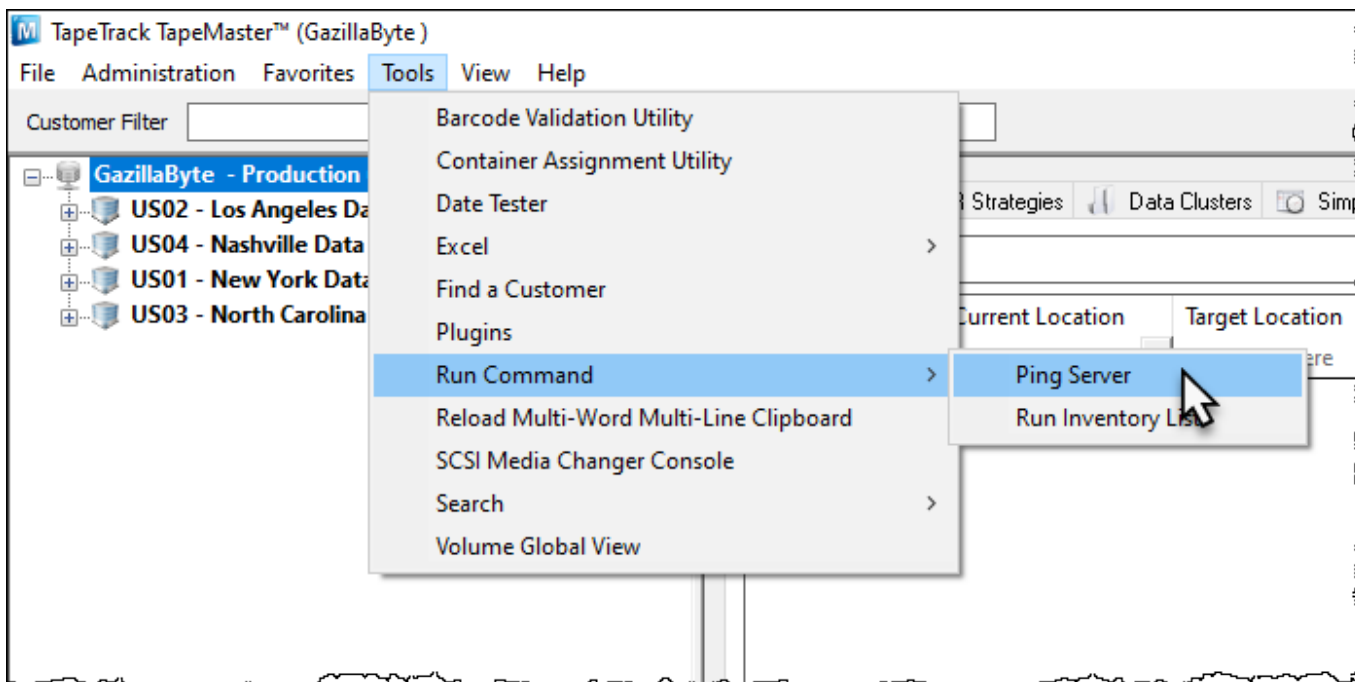 TapeTrack TapeMaster™ (GazillaByte )
File Administration Favorites Tools View Help
Customer Filter
GazillaByte - Production
US02 - Los Angeles Da
US04 - Nashville Data
US01 - New York Data
US03 - North Carolina
Barcode Validation Utility
Container Assignment Utility
Date Tester
Excel
Find a Customer
Plugins
Run Command
Reload Multi-Word Multi-Line Clipboard
SCSI Media Changer Console
Search
Volume Global View
Strategies Data Clusters Simp
Current Location Target Location
ere
Ping Server
Run Inventory List